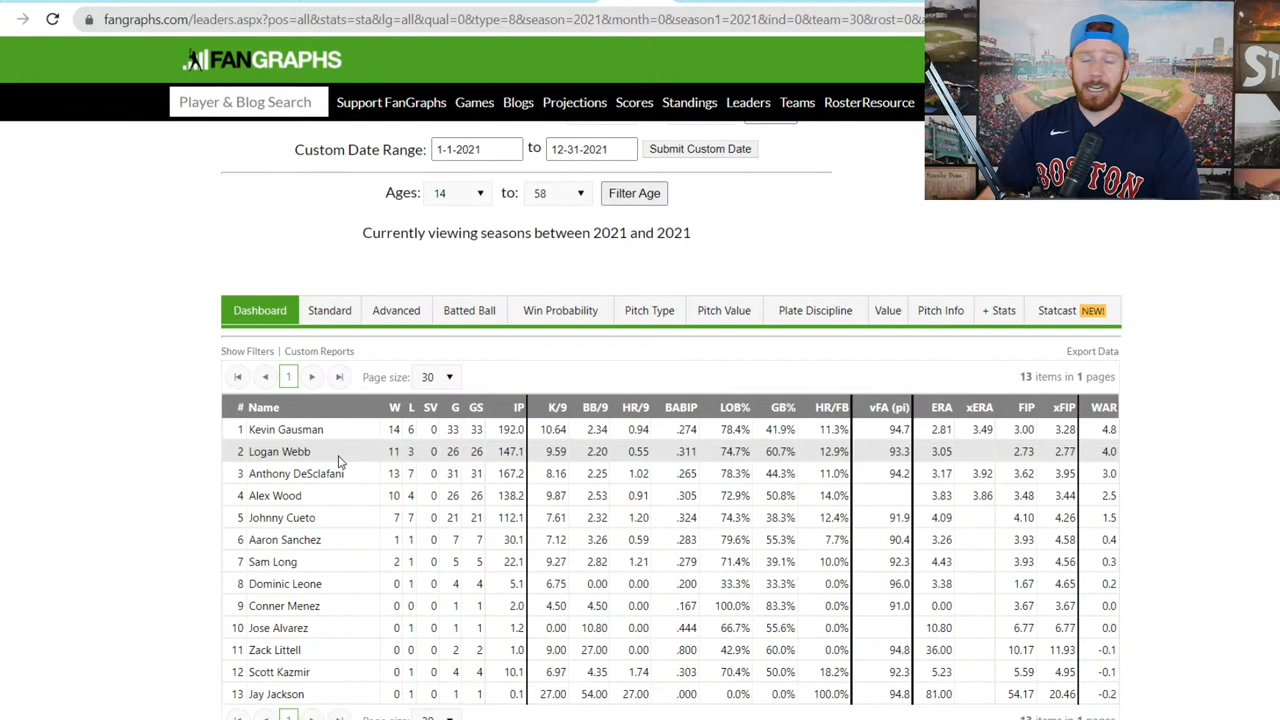 fangraphs.com/leaders.aspx?pos=all&stats=sta&lg=all&qual=0&type=8&season=2021&month=0&season1=2021&ind=0&team=30&rost=0&
FANGRAPHS
Player & Blog Search Support FanGraphs Games Blogs Projections Scores Standings Leaders Teams RosterResource
Custom Date Range: 1-1-2021 to 12-31-2021 Submit Custom Date
Ages: 14 to: 58 Filter Age
Currently viewing seasons between 2021 and 2021
Dashboard Standard Advanced Batted Ball Win Probability Pitch Type Pitch Value Plate Discipline Value Pitch Info + Stats Statcast NEW!
Show Filters | Custom Reports Export Data
1 Page size: 30 13 items in 1 pages
# Name W L SV G GS IP K/9 BB/9 HR/9 BABIP LOB% GB% HR/FB vFA (pi) ERA xERA FIP xFIP WAR
1 Kevin Gausman 14 6 0 33 33 192.0 10.64 2.34 0.94 .274 78.4% 41.9% 11.3% 94.7 2.81 3.49 3.00 3.28 4.8
2 Logan Webb 11 3 0 26 26 147.1 9.59 2.20 0.55 .311 74.7% 60.7% 12.9% 93.3 3.05 2.73 2.77 4.0
3 Anthony DeSclafani 13 7 0 31 31 167.2 8.16 2.25 1.02 .265 78.3% 44.3% 11.0% 94.2 3.17 3.92 3.62 3.95 3.0
4 Alex Wood 10 4 0 26 26 138.2 9.87 2.53 0.91 .305 72.9% 50.8% 14.0% 3.83 3.86 3.48 3.44 2.5
5 Johnny Cueto 7 7 0 21 21 112.1 7.61 2.32 1.20 .324 74.3% 38.3% 12.4% 91.9 4.09 4.10 4.26 1.5
6 Aaron Sanchez 1 1 0 7 7 30.1 7.12 3.26 0.59 .283 79.6% 55.3% 7.7% 90.4 3.26 3.93 4.58 0.4
7 Sam Long 2 1 0 5 5 22.1 9.27 2.82 1.21 .279 71.4% 39.1% 10.0% 92.3 4.43 3.93 4.56 0.3
8 Dominic Leone 0 1 0 4 4 5.1 6.75 0.00 0.00 .200 33.3% 33.3% 0.0% 96.0 3.38 1.67 4.65 0.2
9 Conner Menez 0 0 0 1 1 2.0 4.50 4.50 0.00 .167 100.0% 83.3% 0.0% 91.0 0.00 3.67 3.67 0.0
10 Jose Alvarez 0 0 0 1 1 1.2 0.00 10.80 0.00 .444 66.7% 55.6% 0.0% 10.80 6.77 6.77 0.0
11 Zack Littell 0 0 0 2 2 1.0 9.00 27.00 0.00 .800 42.9% 60.0% 0.0% 94.8 36.00 10.17 11.93 -0.1
12 Scott Kazmir 0 1 0 4 4 10.1 6.97 4.35 1.74 .303 70.4% 50.0% 18.2% 92.3 5.23 5.59 4.95 -0.1
13 Jay Jackson 0 1 0 1 1 0.1 27.00 54.00 27.00 .000 0.0% 0.0% 100.0% 94.8 81.00 54.17 20.46 -0.2
BOSTON